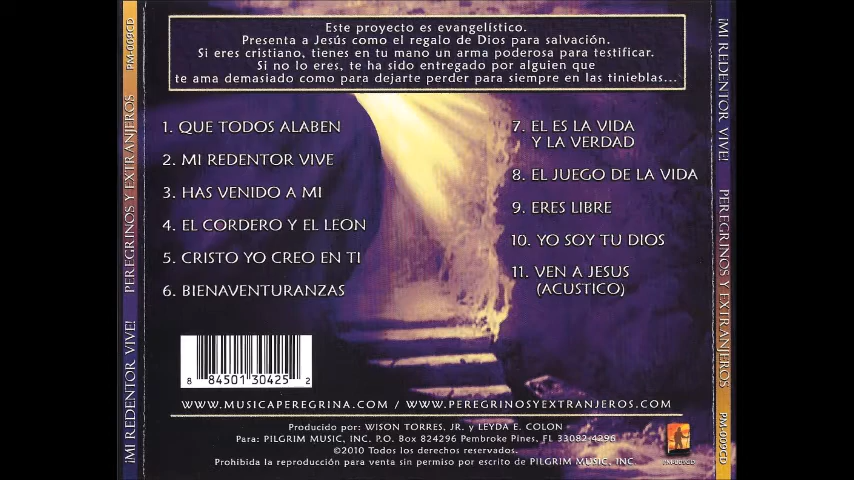 Este proyecto es evangelístico.
Presenta a Jesús como el regalo de Dios para salvación.
Si eres cristiano, tienes en tu mano un arma poderosa para testificar.
Si no lo eres, te ha sido entregado por alguien que
te ama demasiado como para dejarte perder para siempre en las tinieblas...
1. QUE TODOS ALABEN
2. MI REDENTOR VIVE
3. HAS VENIDO A MI
4. EL CORDERO Y EL LEON
5. CRISTO YO CREO EN TI
6. BIENAVENTURANZAS
7. EL ES LA VIDA
Y LA VERDAD
8. EL JUEGO DE LA VIDA
9. ERES LIBRE
10. YO SOY TU DIOS
11. VEN A JESUS
(ACUSTICO)
8 84501 30425 2
WWW.MUSICAPEREGRINA.COM / WWW.PEREGRINOSYEXTRANJEROS.COM
Producido por: WISON TORRES, JR. y LEYDA E. COLON
Para: PILGRIM MUSIC, INC. P.O. Box 824296 Pembroke Pines, FL 33082-4296
©2010 Todos los derechos reservados.
Prohibida la reproducción para venta sin permiso por escrito de PILGRIM MUSIC, INC.
PM-009CD
¡MI REDENTOR VIVE! PEREGRINOS Y EXTRANJEROS PM-009CD
¡MI REDENTOR VIVE! PEREGRINOS Y EXTRANJEROS PM-009CD